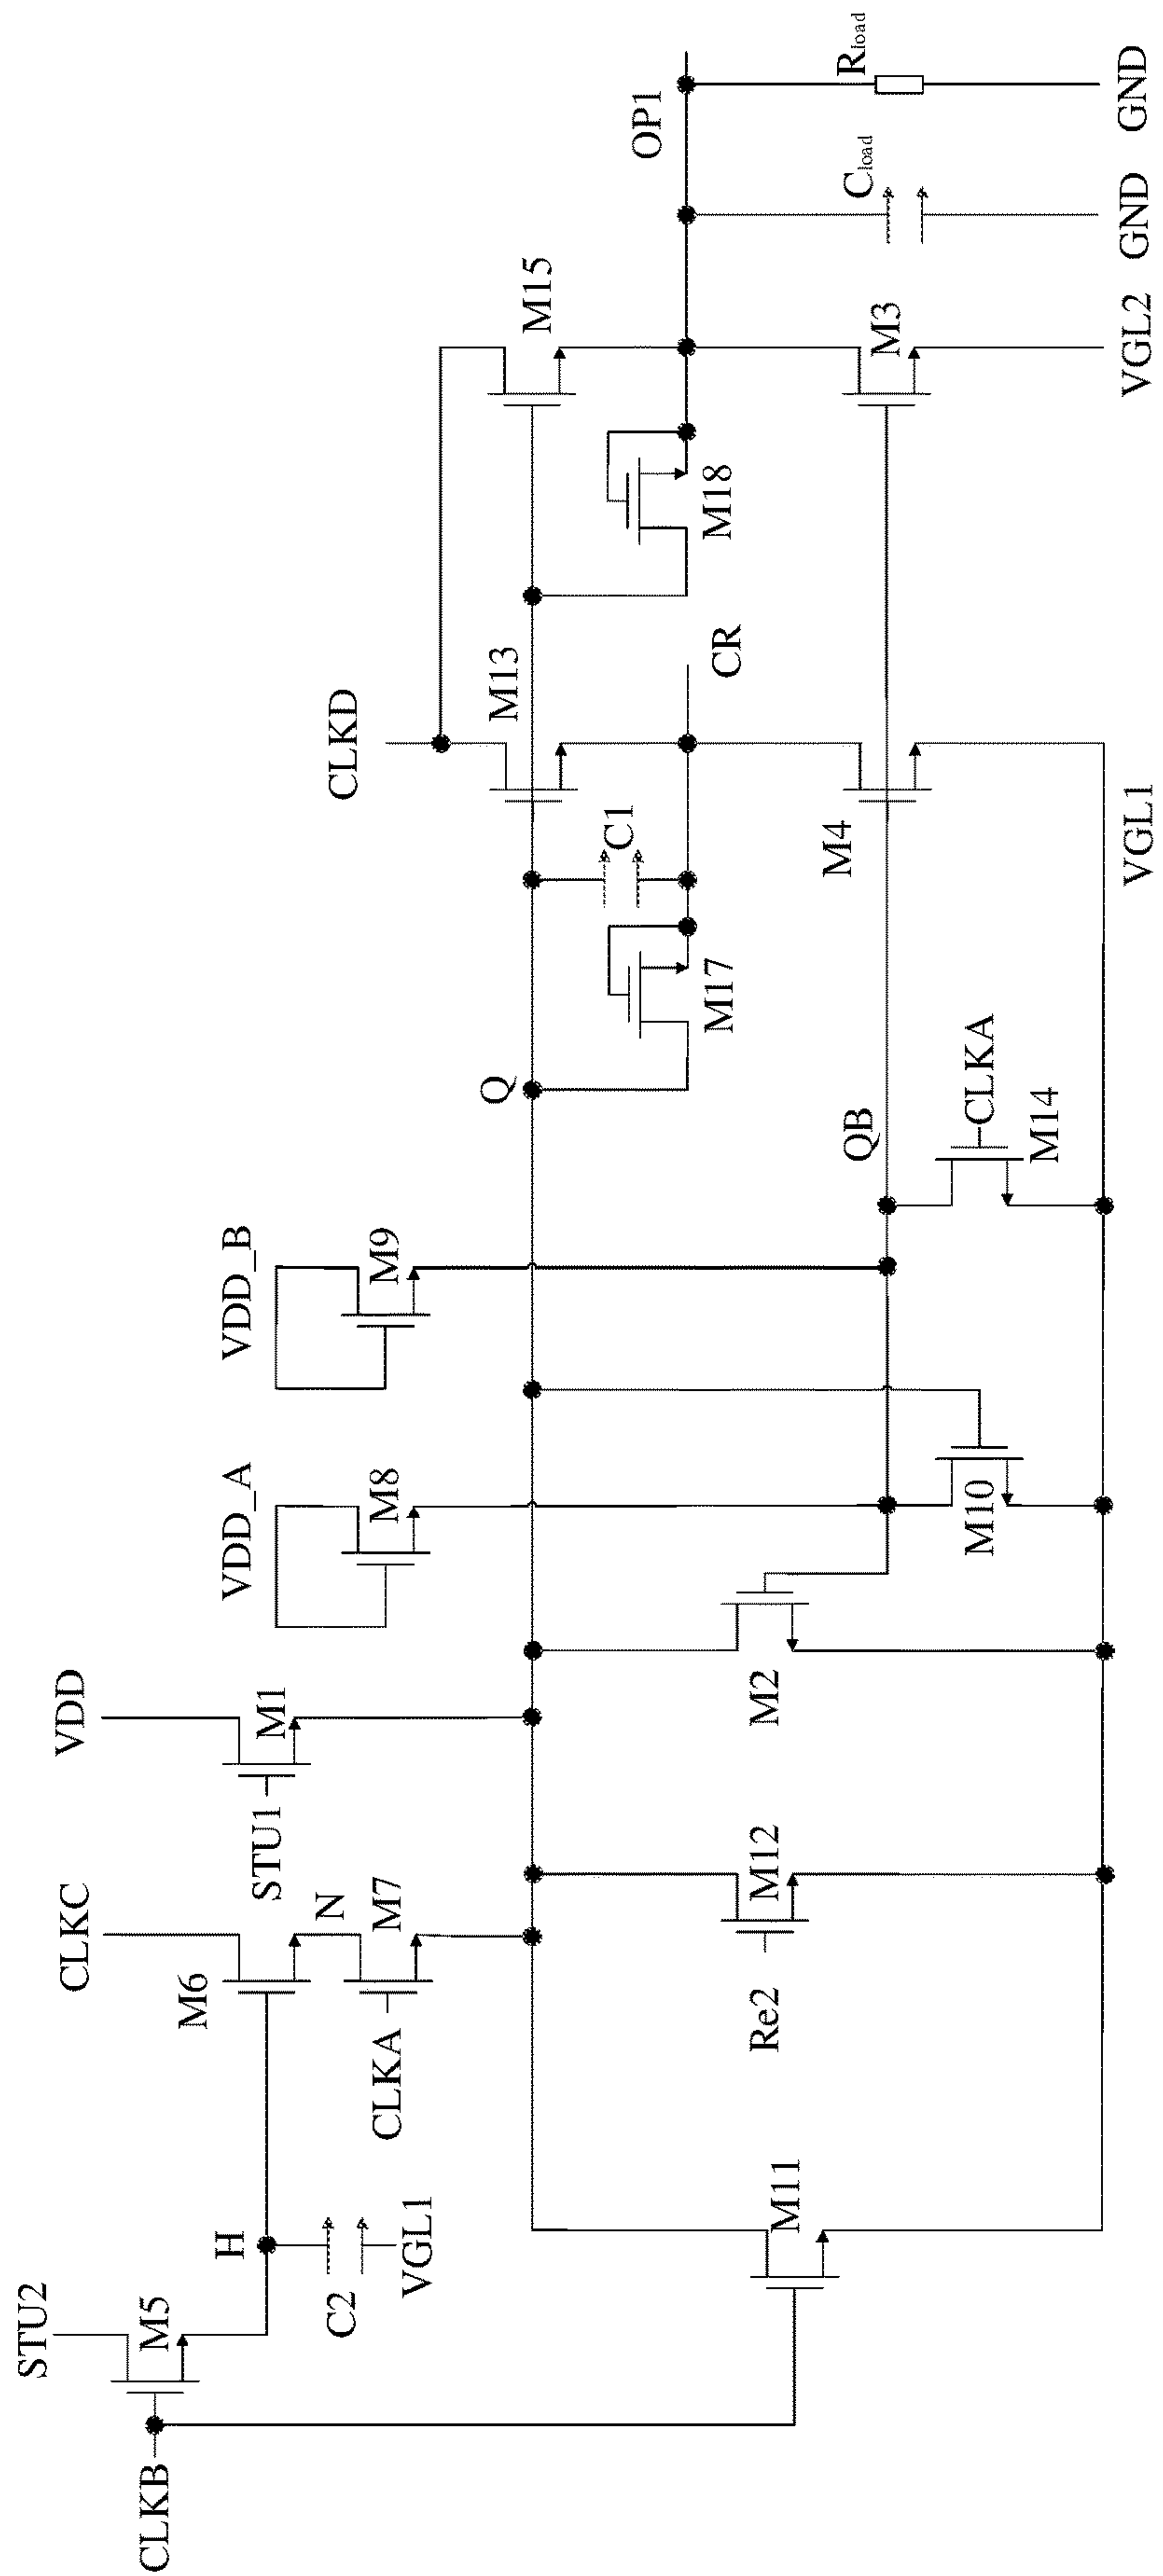 STU2
CLKB
M5
H
C2
VGL1
CLKC
M6
N
M7
CLKA
VDD
M1
STU1
VDD_A
M8
VDD_B
M9
M11
Re2
M12
M2
M10
Q
QB
CLKA
M14
M17
C1
CLKD
M13
CR
M4
VGL1
M18
M15
M3
VGL2
OP1
Cload
GND
Rload
GND